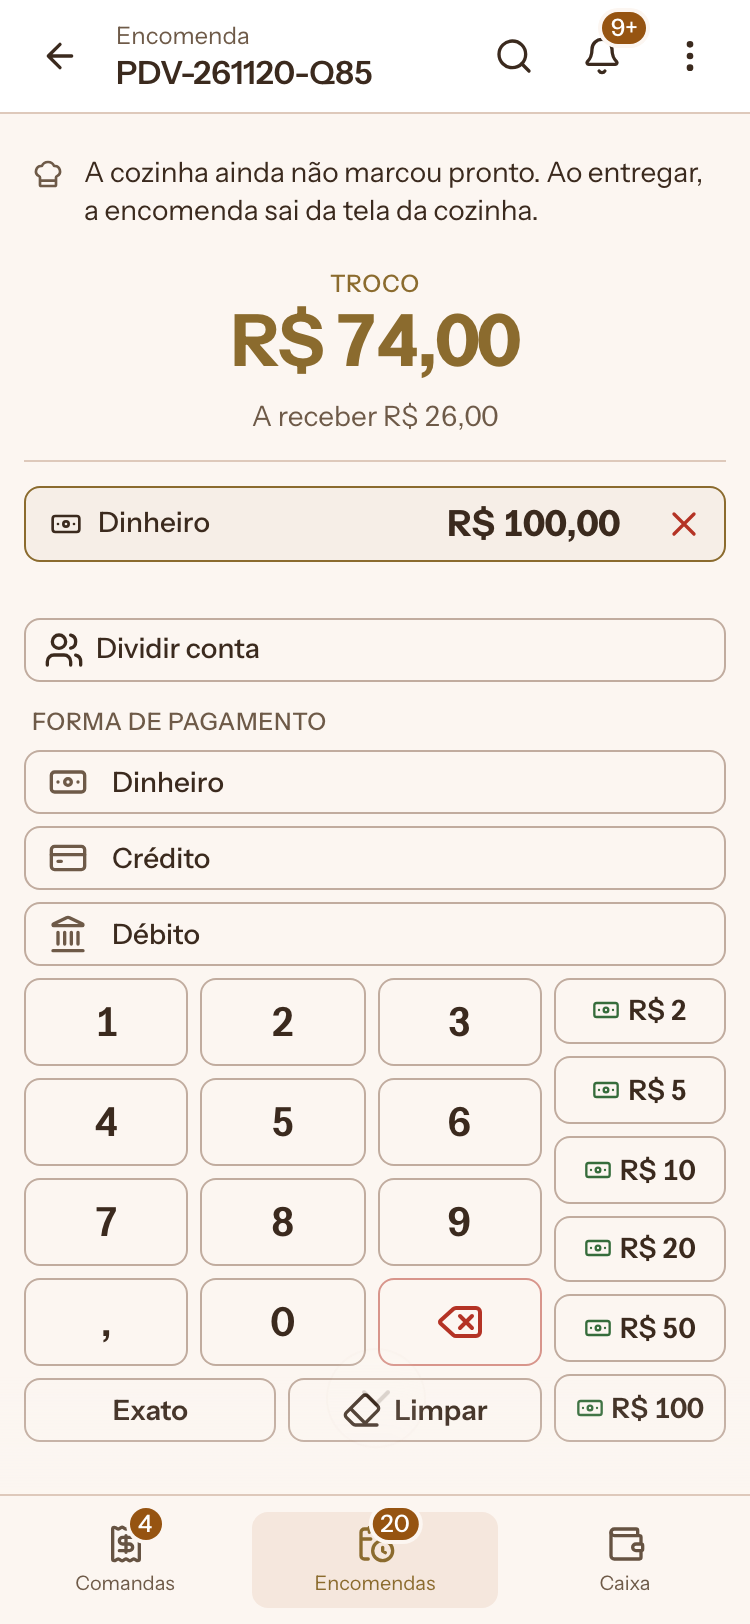 Encomenda
9+
PDV-261120-Q85
A cozinha ainda não marcou pronto. Ao entregar,
a encomenda sai da tela da cozinha.
TROCO
R$ 74,00
A receber R$ 26,00
Dinheiro R$ 100,00
Dividir conta
FORMA DE PAGAMENTO
Dinheiro
Crédito
Débito
1 2 3 R$ 2
4 5 6 R$ 5
7 8 9 R$ 10
, 0 R$ 20
R$ 50
Exato Limpar R$ 100
4 20
Comandas Encomendas Caixa